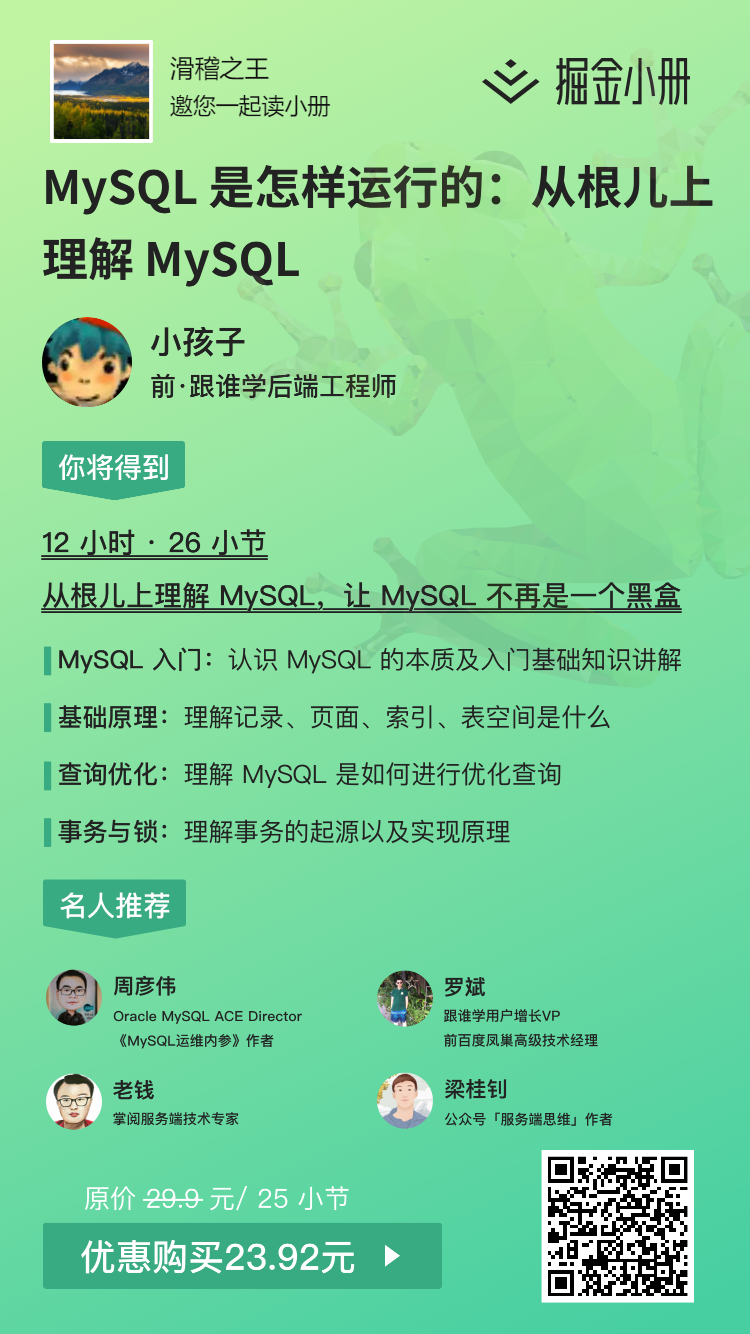 滑稽之王
邀您一起读小册
掘金小册
MySQL 是怎样运行的：从根儿上
理解 MySQL
小孩子
前·跟谁学后端工程师
你将得到
12 小时 · 26 小节
从根儿上理解 MySQL，让 MySQL 不再是一个黑盒
MySQL 入门：认识 MySQL 的本质及入门基础知识讲解
基础原理：理解记录、页面、索引、表空间是什么
查询优化：理解 MySQL 是如何进行优化查询
事务与锁：理解事务的起源以及实现原理
名人推荐
周彦伟
Oracle MySQL ACE Director
《MySQL运维内参》作者
罗斌
跟谁学用户增长VP
前百度凤巢高级技术经理
老钱
掌阅服务端技术专家
梁桂钊
公众号「服务端思维」作者
原价 29.9 元/ 25 小节
优惠购买23.92元